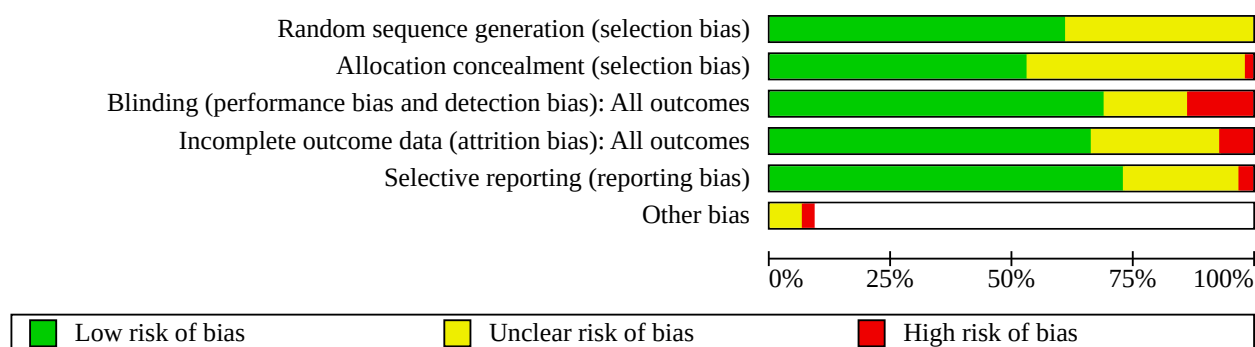 Random sequence generation (selection bias)
Allocation concealment (selection bias)
Blinding (performance bias and detection bias): All outcomes
Incomplete outcome data (attrition bias): All outcomes
Selective reporting (reporting bias)
Other bias
0% 25% 50% 75% 100%
Low risk of bias Unclear risk of bias High risk of bias